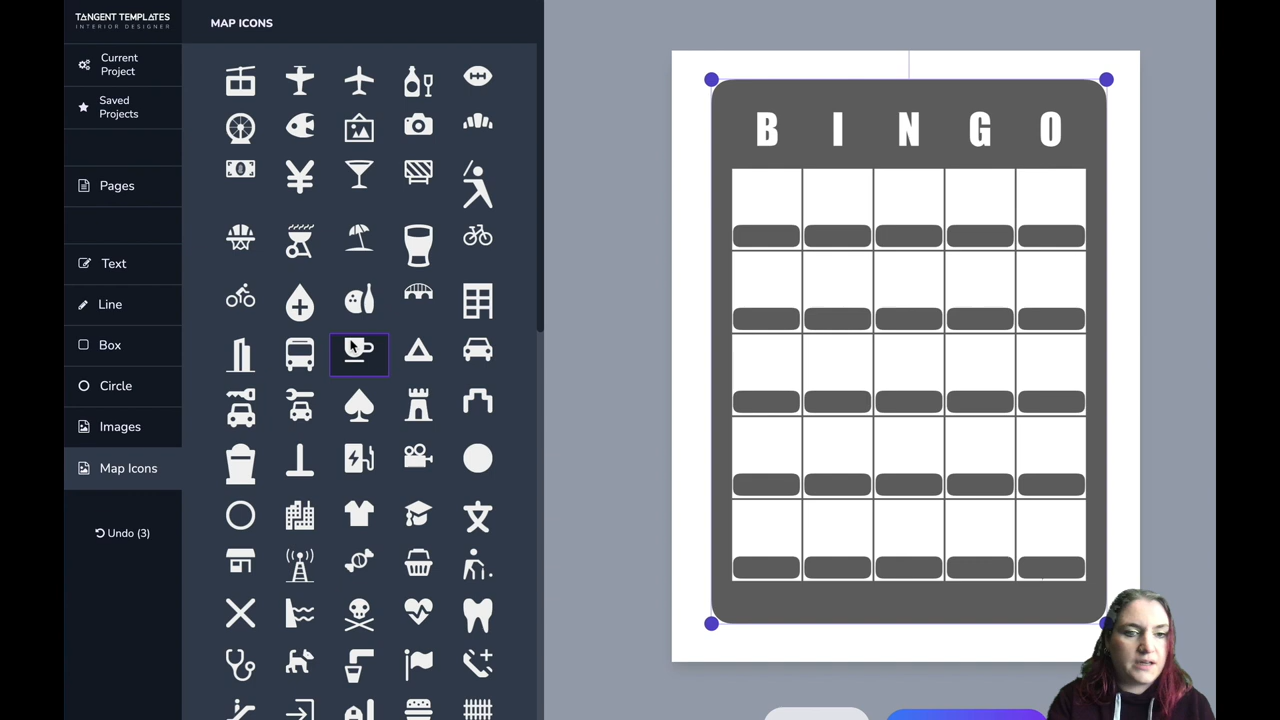 TANGENT TEMPLATES
INTERIOR DESIGNER
MAP ICONS
Current
Project
Saved
Projects
Pages
Text
Line
Box
Circle
Images
Map Icons
Undo (3)
B I N G O